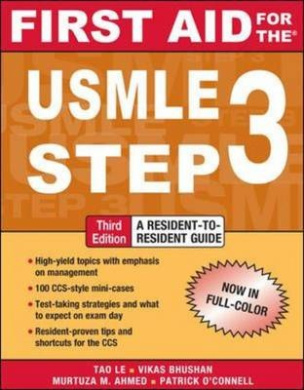 FIRST AID FOR THE®
USMLE
STEP 3
Third Edition
A RESIDENT-TO-
RESIDENT GUIDE
• High-yield topics with emphasis
on management
• 100 CCS-style mini-cases
• Test-taking strategies and what
to expect on exam day
• Resident-proven tips and
shortcuts for the CCS
NOW IN
FULL-COLOR
TAO LE • VIKAS BHUSHAN
MURTUZA M. AHMED • PATRICK O'CONNELL